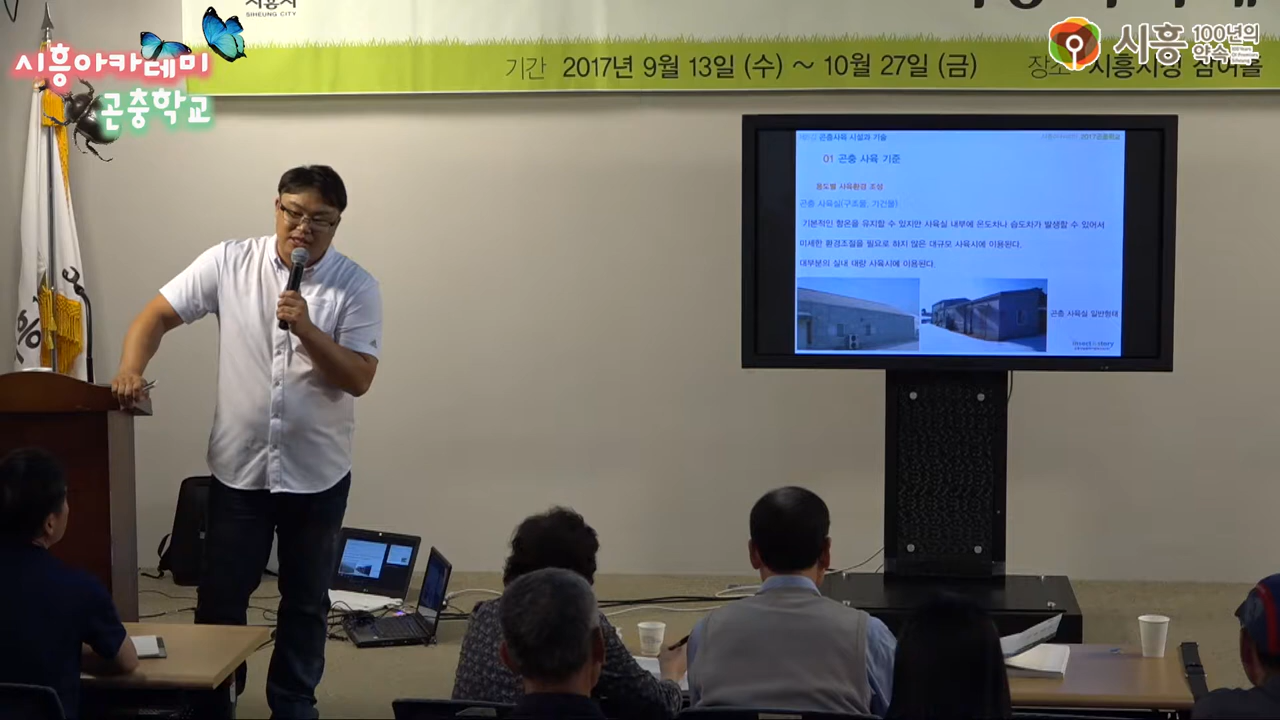 시흥시
SIHEUNG CITY
시흥아카데미
곤충학교
시흥 100년의 약속
기간 2017년 9월 13일 (수) ~ 10월 27일 (금)
곤충사육 시설과 기술
2017곤충학교
01 곤충 사육 기준
용도별 사육환경 조성
곤충 사육실(구조물, 가건물)
기본적인 항온을 유지할 수 있지만 사육실 내부에 온도차나 습도차가 발생할 수 있어서
미세한 환경조절을 필요로 하지 않은 대규모 사육시에 이용된다.
대부분의 실내 대량 사육시에 이용된다.
곤충 사육실 일반형태